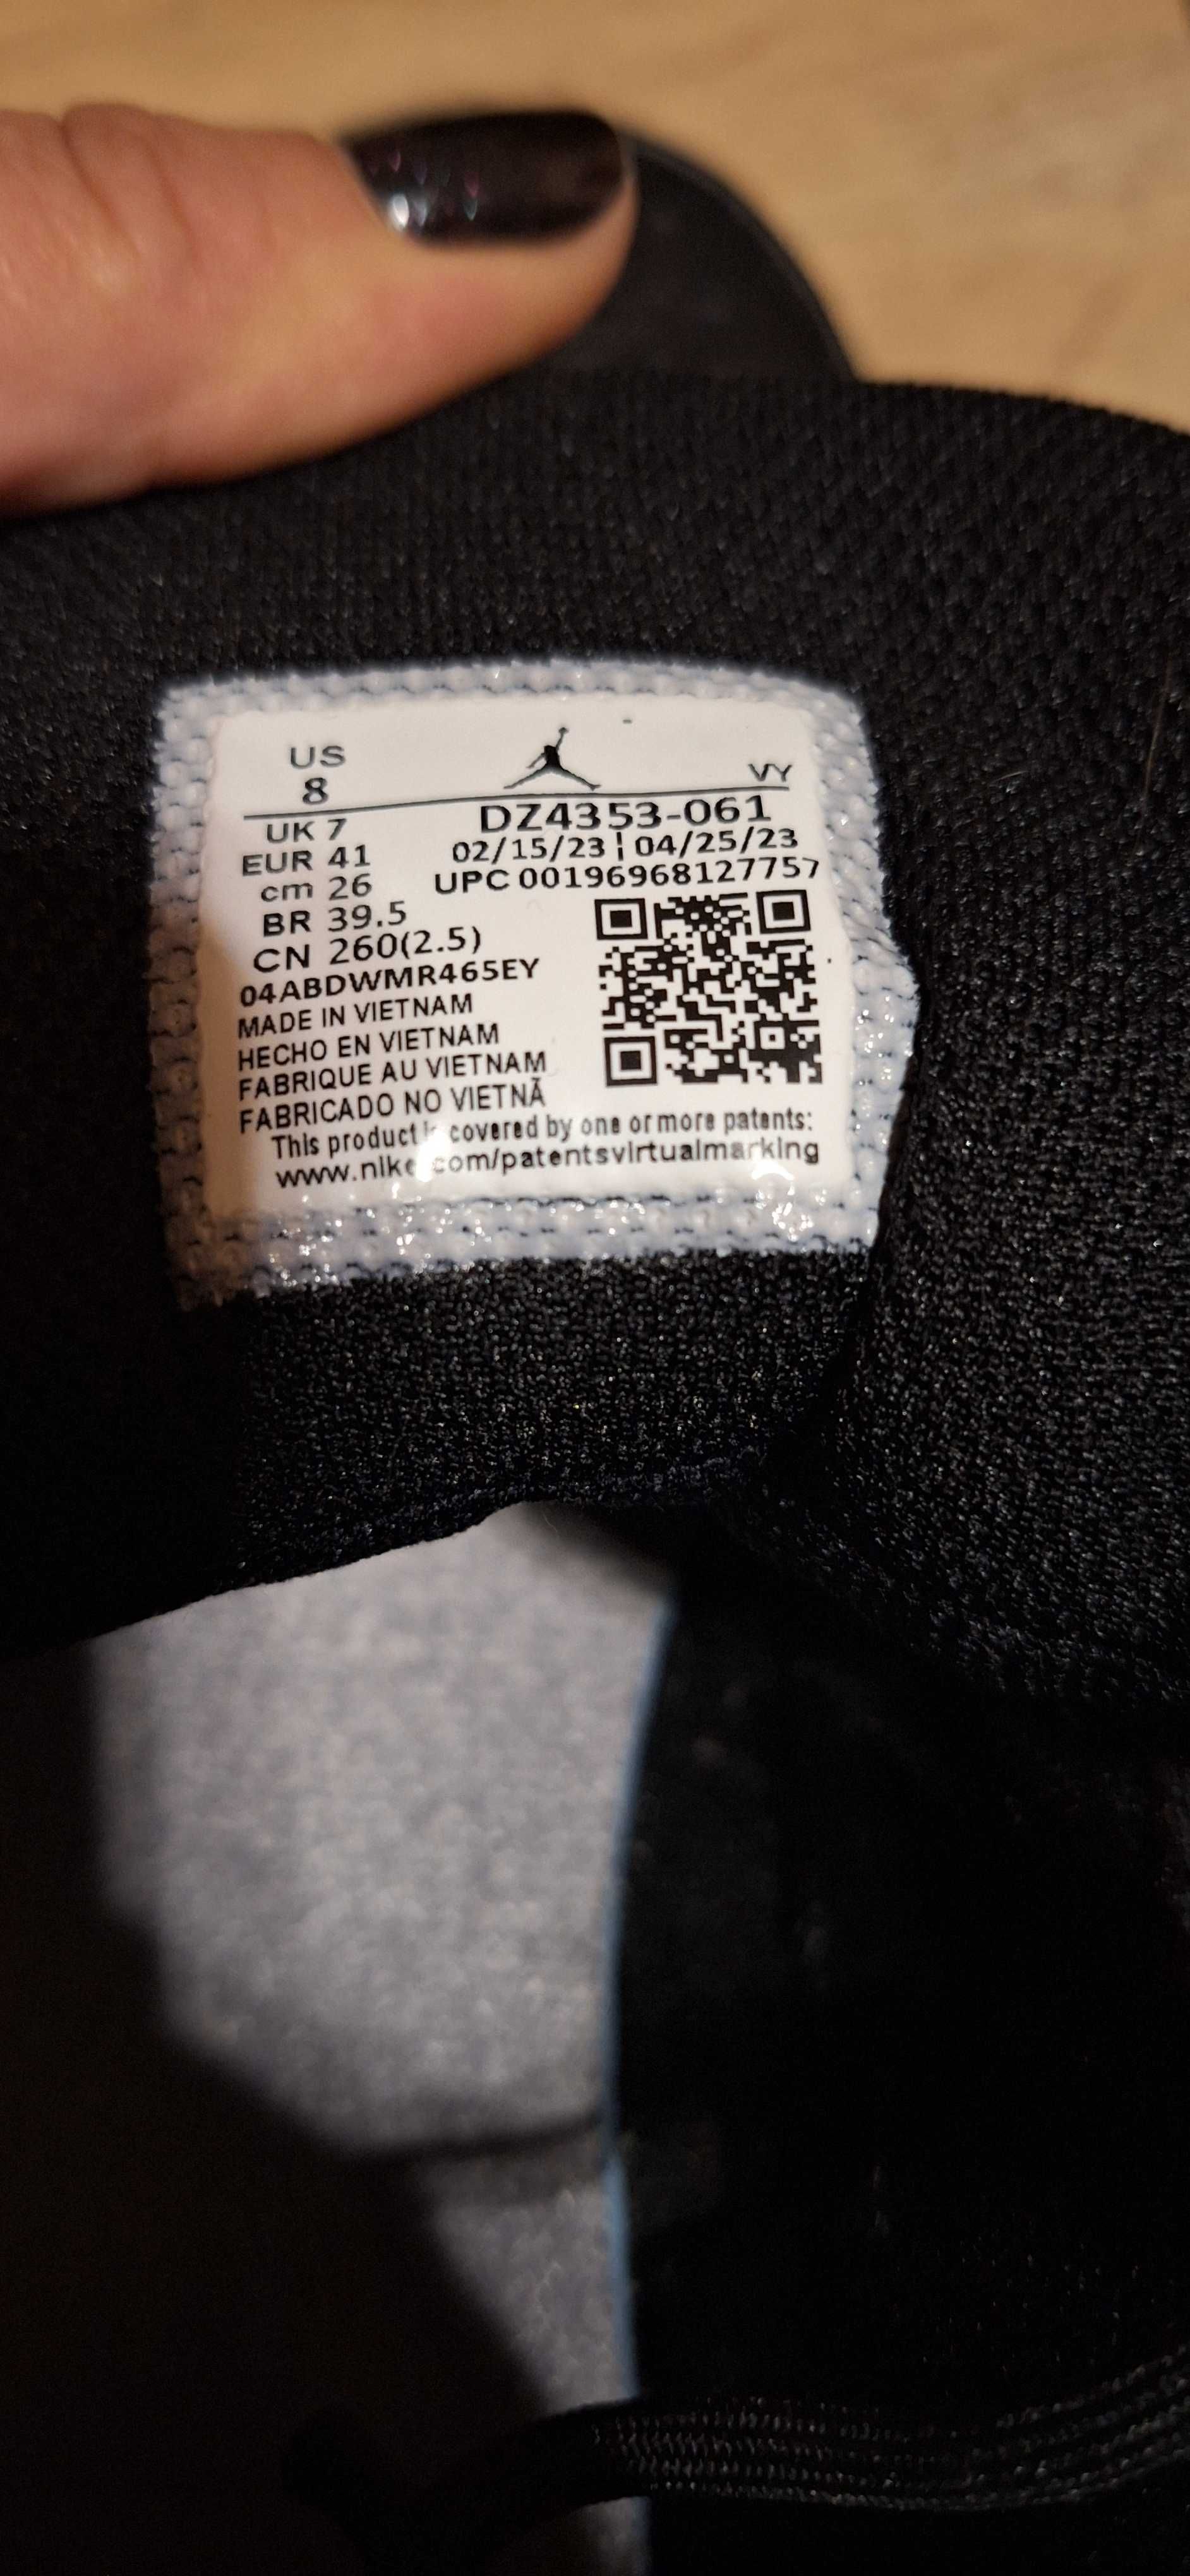 US
8
VY
UK 7
EUR 41
cm 26
BR 39.5
CN 260(2.5)
DZ4353-061
02/15/23 ¦ 04/25/23
UPC 00196968127757
04ABDWMR465EY
MADE IN VIETNAM
HECHO EN VIETNAM
FABRIQUE AU VIETNAM
FABRICADO NO VIETNÃ
This product is covered by one or more patents:
www.nike.com/patentsvirtualmarking